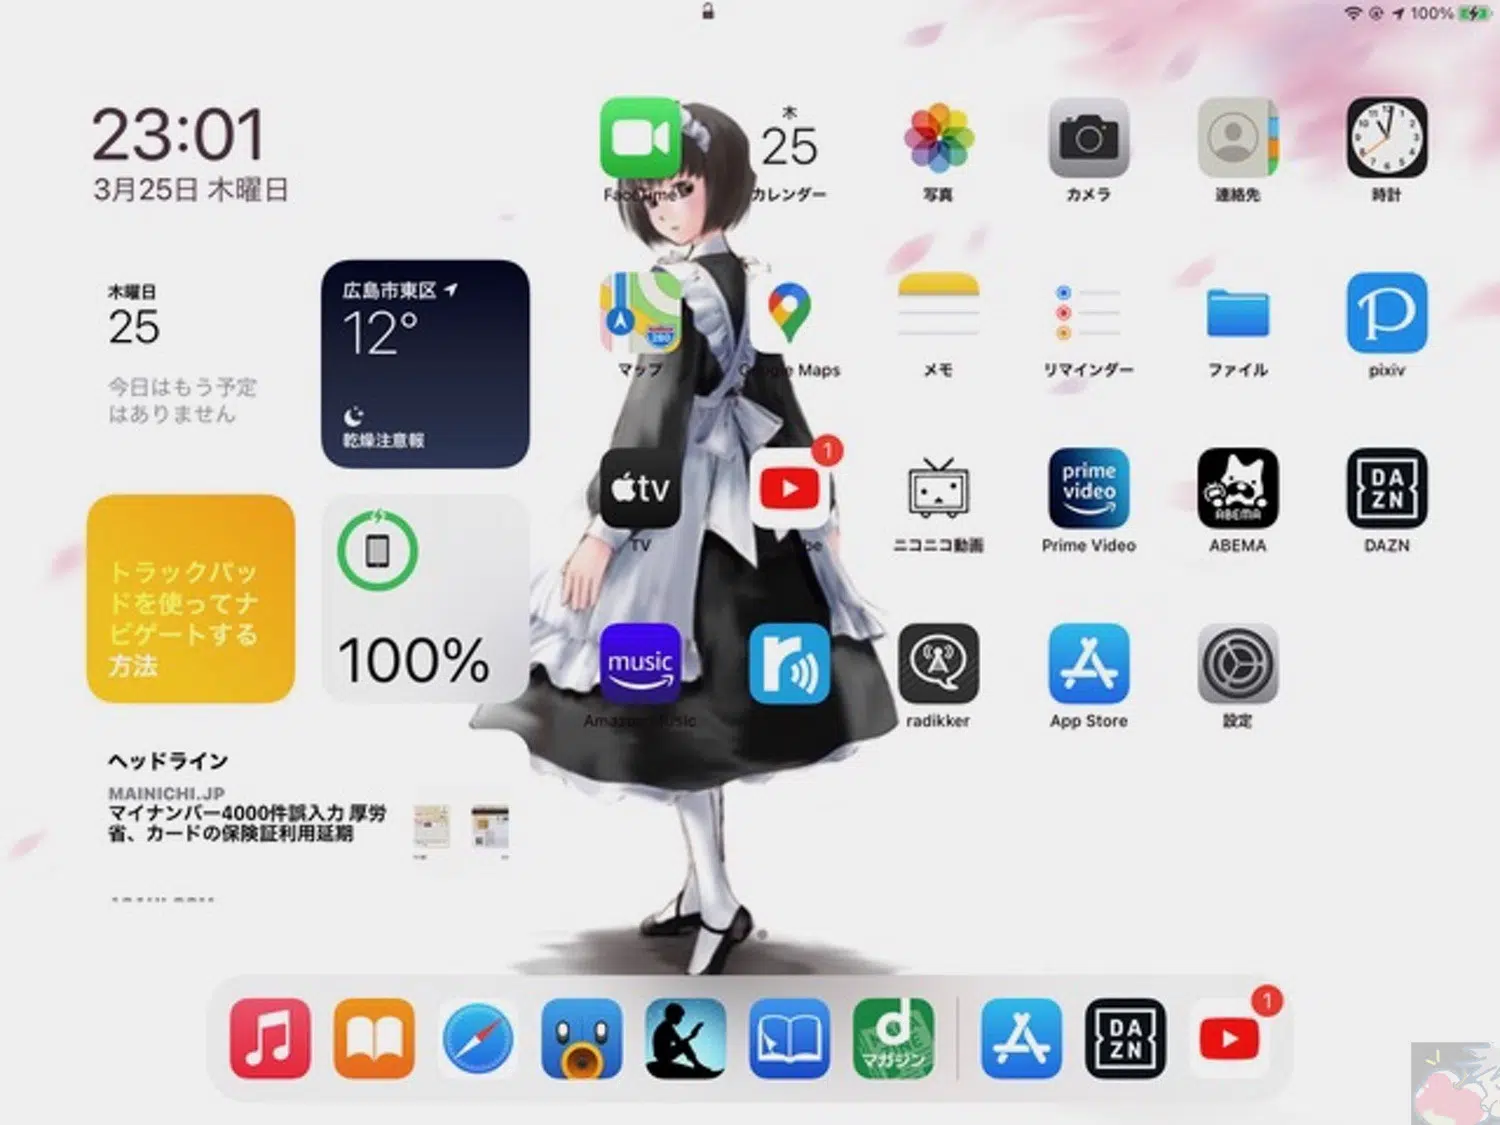 100%
23:01
3月25日 木曜日
木曜日
25
今日はもう予定
はありません
広島市東区
12°
乾燥注意報
トラックパッ
ドを使ってナ
ビゲートする
方法
100%
ヘッドライン
MAINICHI.JP
マイナンバー4000件誤入力 厚労
省、カードの保険証利用延期
FaceTime
木
25
カレンダー
写真
カメラ
連絡先
時計
マップ
Google Maps
メモ
リマインダー
ファイル
pixiv
tv
TV
1
ニコニコ動画
prime
video
Prime Video
ABEMA
ABEMA
DA
ZN
DAZN
music
Amazon Music
radikker
App Store
設定
d
マガジン
DA
ZN
1